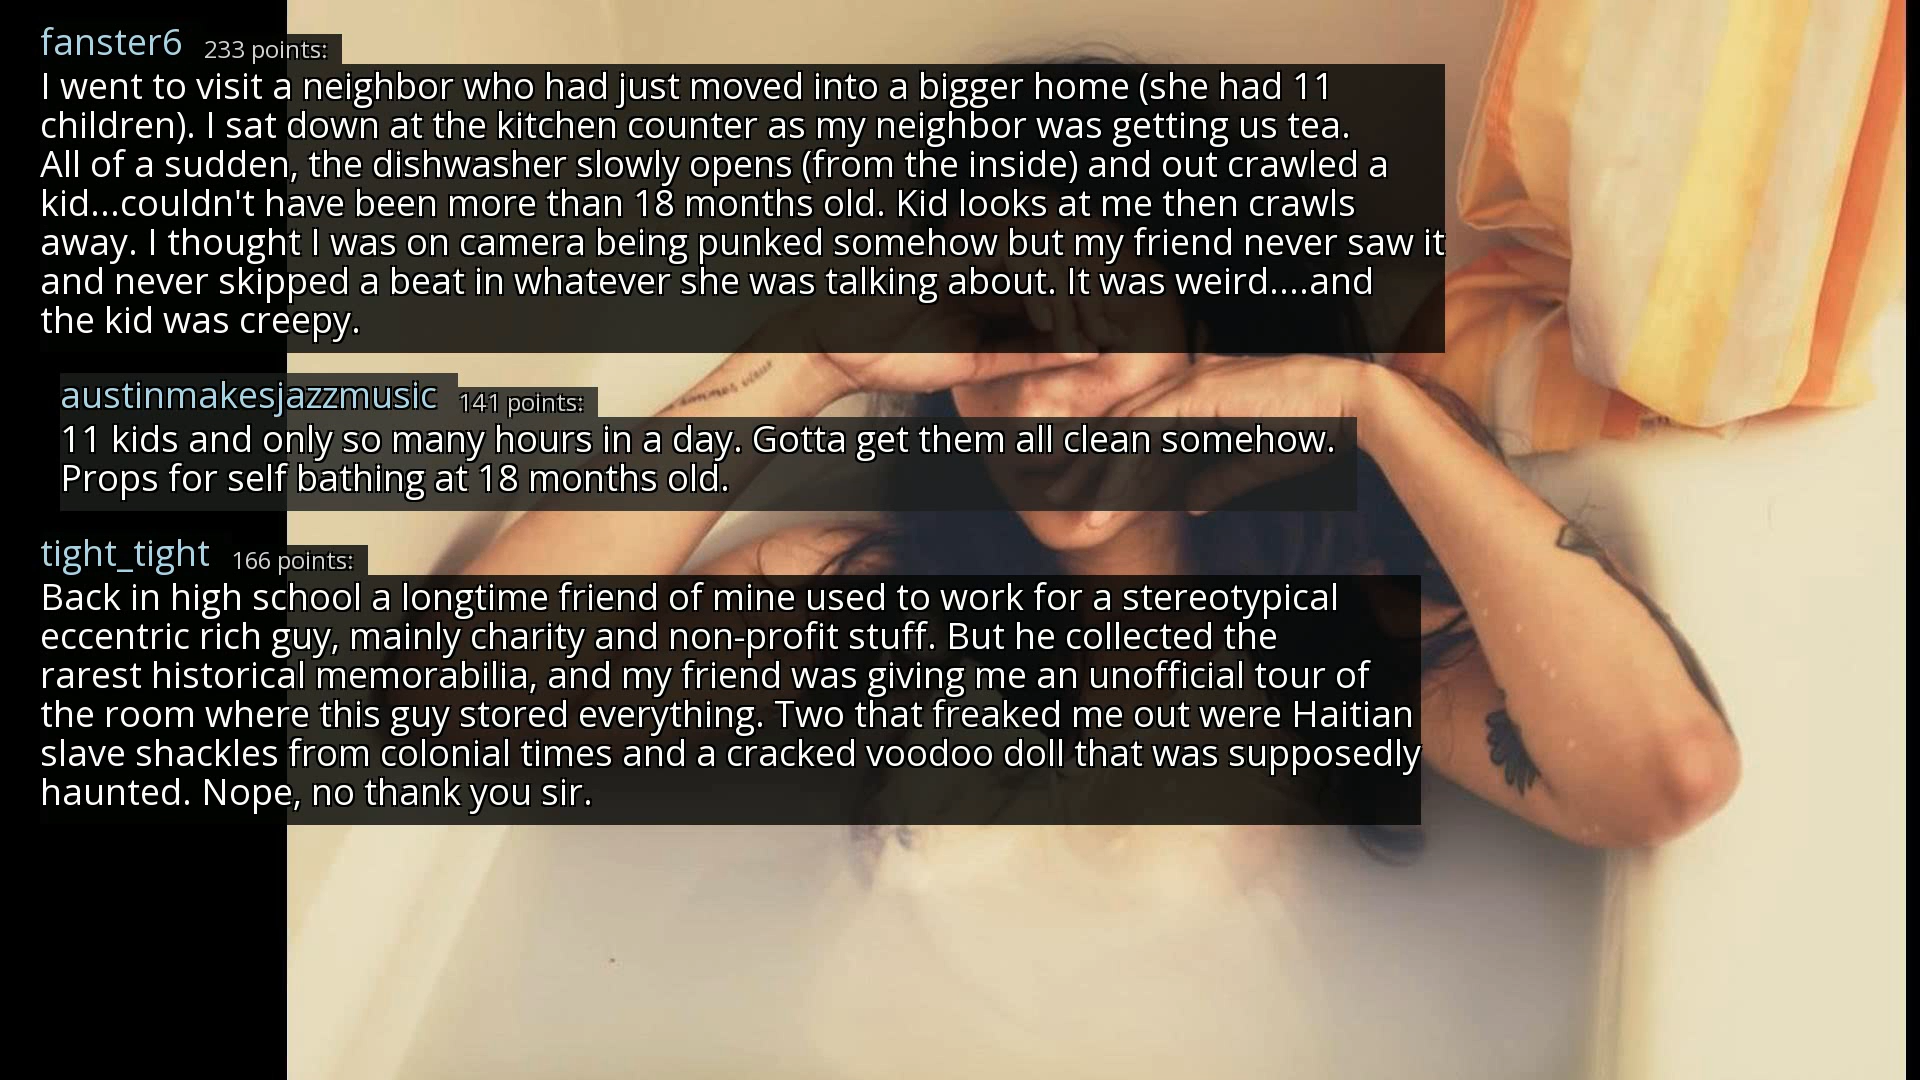 fanster6 233 points:
I went to visit a neighbor who had just moved into a bigger home (she had 11
children). I sat down at the kitchen counter as my neighbor was getting us tea.
All of a sudden, the dishwasher slowly opens (from the inside) and out crawled a
kid...couldn't have been more than 18 months old. Kid looks at me then crawls
away. I thought I was on camera being punked somehow but my friend never saw it
and never skipped a beat in whatever she was talking about. It was weird....and
the kid was creepy.
austinmakesjazzmusic 141 points:
11 kids and only so many hours in a day. Gotta get them all clean somehow.
Props for self bathing at 18 months old.
tight_tight 166 points:
Back in high school a longtime friend of mine used to work for a stereotypical
eccentric rich guy, mainly charity and non-profit stuff. But he collected the
rarest historical memorabilia, and my friend was giving me an unofficial tour of
the room where this guy stored everything. Two that freaked me out were Haitian
slave shackles from colonial times and a cracked voodoo doll that was supposedly
haunted. Nope, no thank you sir.